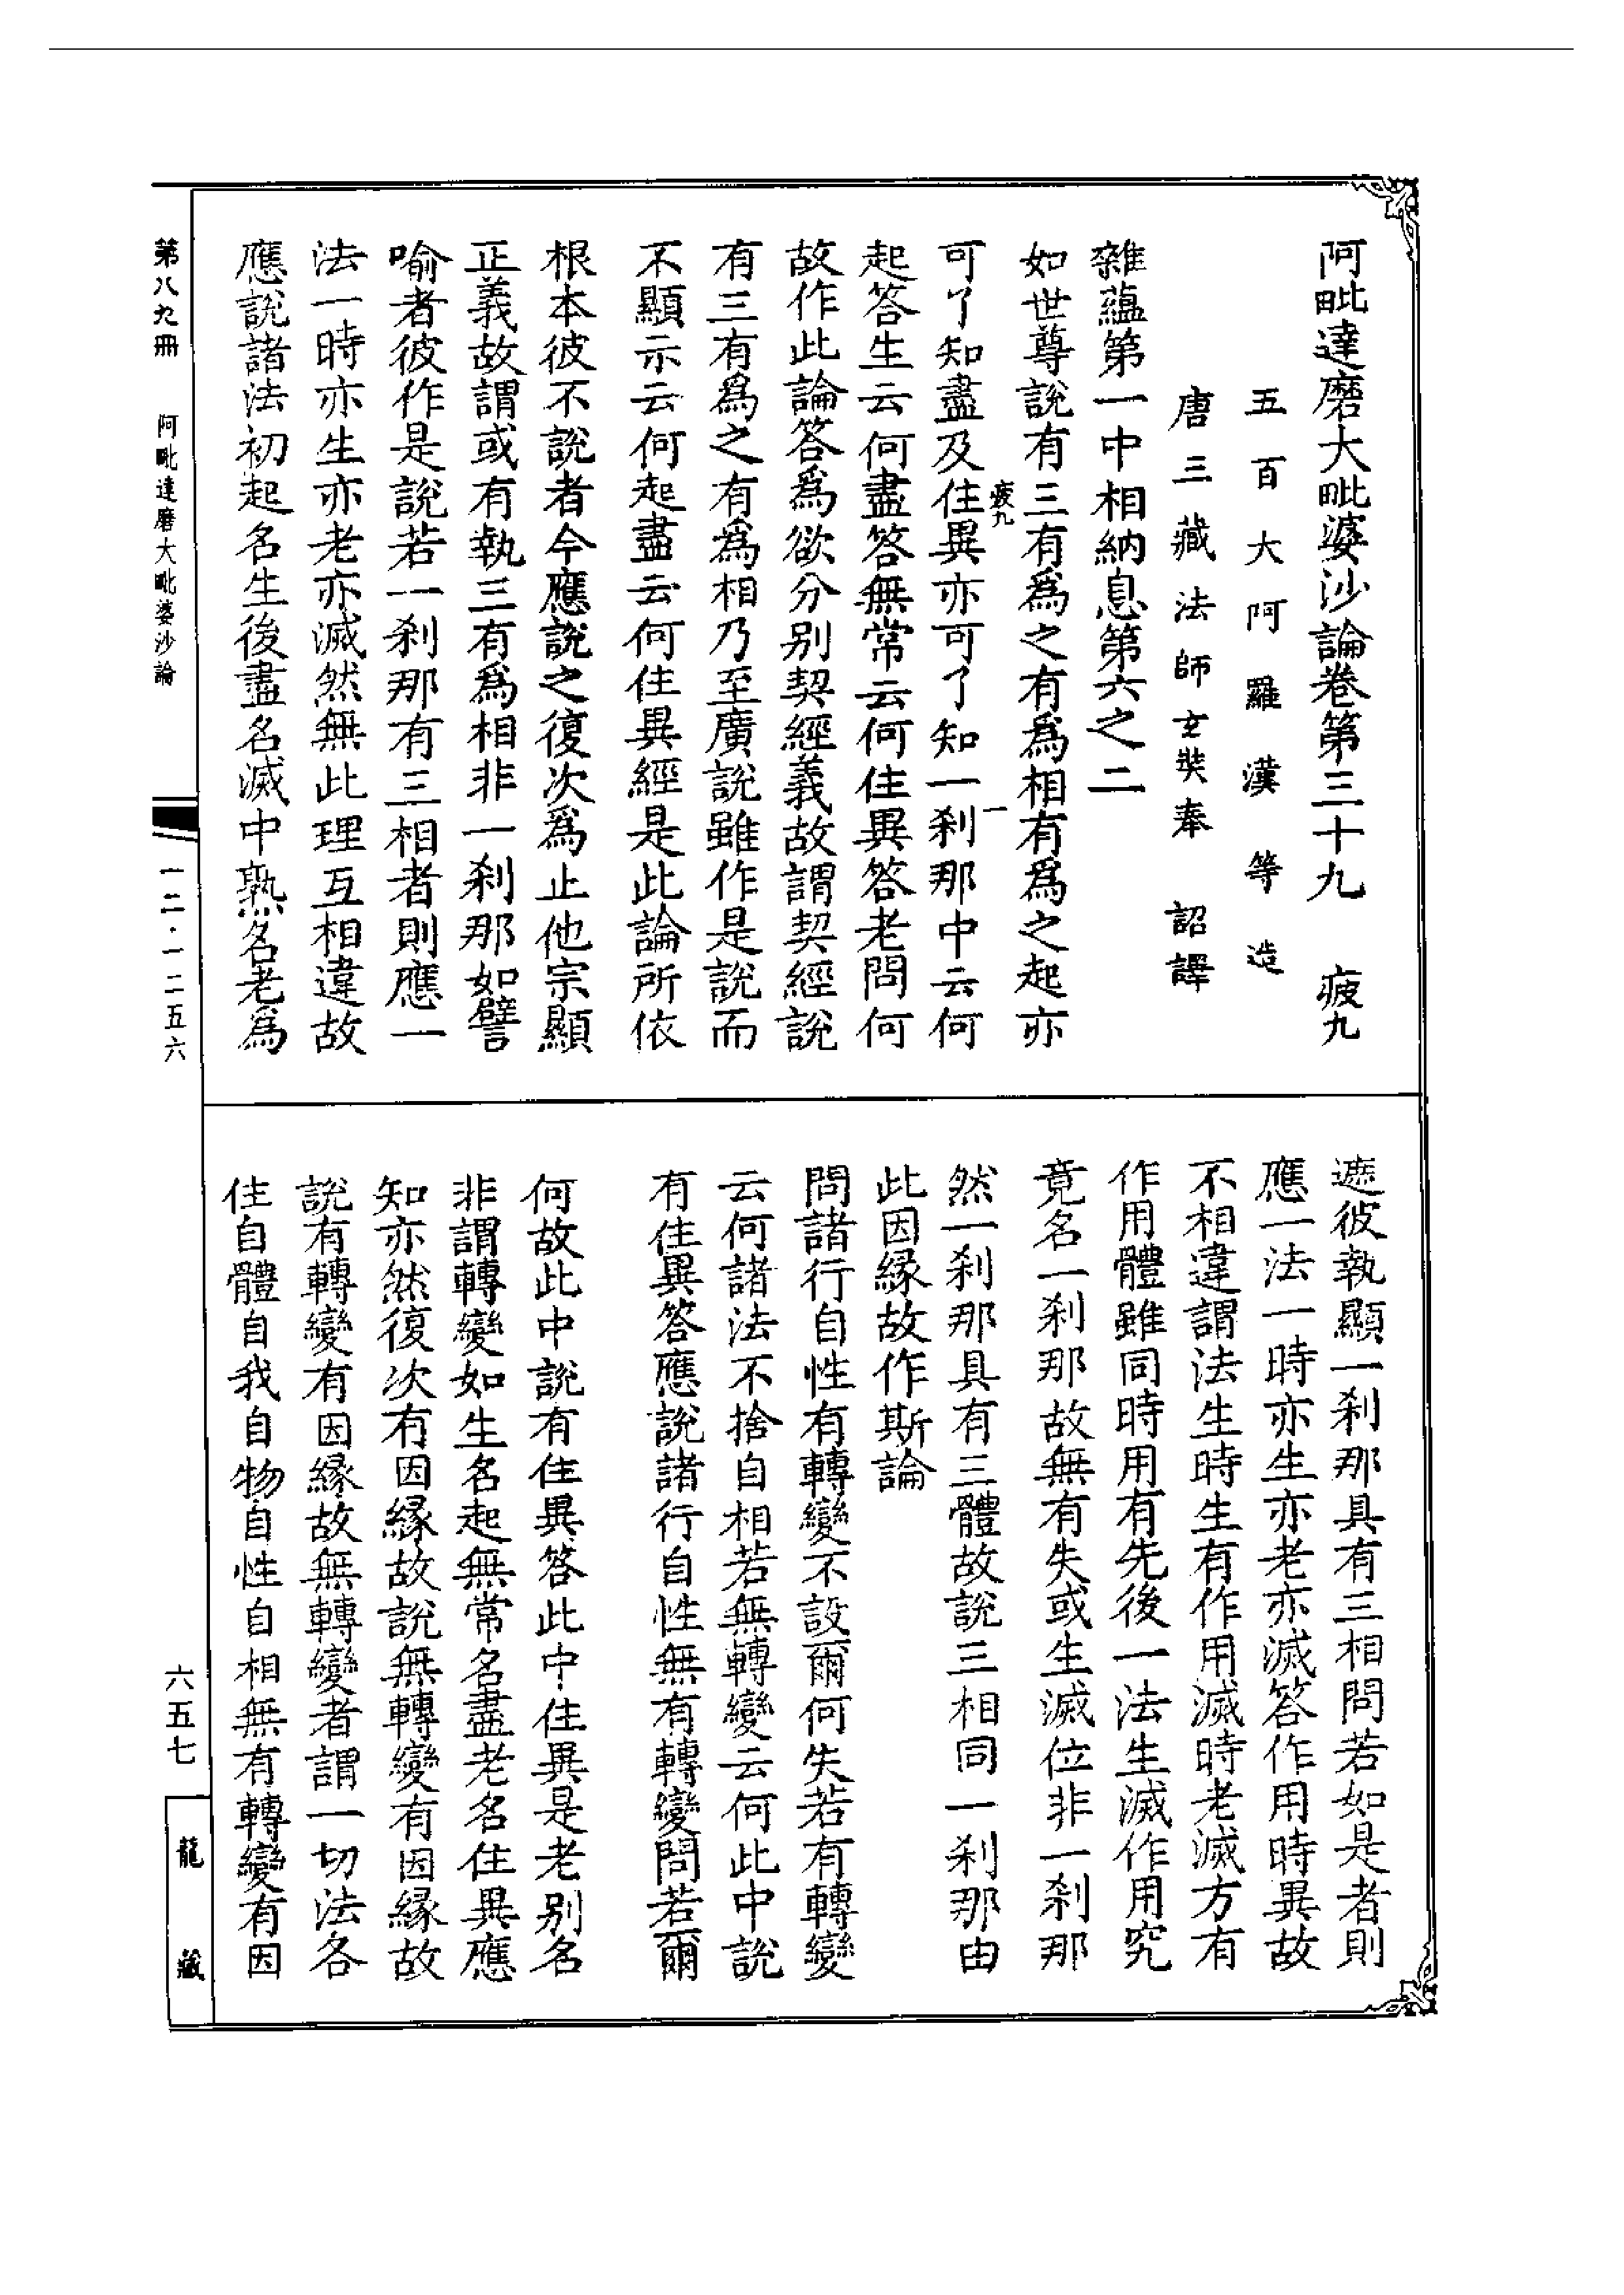 阿毗達磨大毗婆沙論卷第三十九 疲九
五百大阿羅漢等造
唐三藏法師玄奘奉 詔譯
雜蘊第一中相納息第六之二
如世尊說有三有為之有為相有為之起亦
疲九 一
可了知盡及住異亦可了知一刹那中云何
起答生云何盡答無常云何住異答老問何
故作此論答為欲分別契經義故謂契經說
有三有為之有為相乃至廣說雖作是說而
不顯示云何起盡云何住異經是此論所依
根本彼不說者今應說之復次為止他宗顯
正義故謂或有執三有為相非一刹那如譬
喻者彼作是說若一刹那有三相者則應一
法一時亦生亦老亦滅然無此理互相違故
應說諸法初起名生後盡名滅中熟名老為
遮彼執顯一刹那具有三相問若如是者則
應一法一時亦生亦老亦滅答作用時異故
不相違謂法生時生有作用滅時老滅方有
作用體雖同時用有先後一法生滅作用究
竟名一刹那故無有失或生滅位非一刹那
然一刹那具有三體故說三相同一刹那由
此因緣故作斯論
問諸行自性有轉變不設爾何失若有轉變
云何諸法不捨自相若無轉變云何此中說
有住異答應說諸行自性無有轉變問若爾
何故此中說有住異答此中住異是老別名
非謂轉變如生名起無常名盡老名住異應
知亦然復次有因緣故說無轉變有因緣故
說有轉變有因緣故無轉變者謂一切法各
住自體自我自物自性自相無有轉變有因
第八九冊 阿毗達磨大毗婆沙論
一二·一二五六
六五七
龍藏